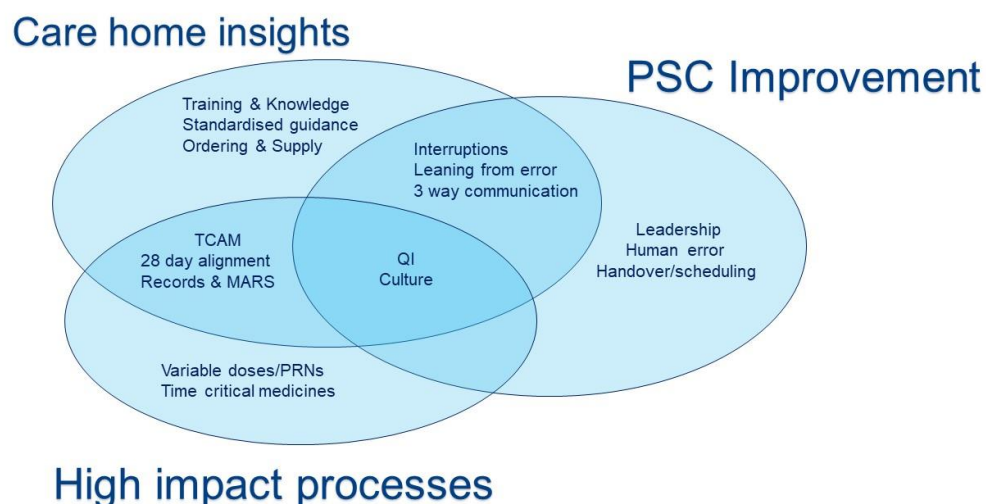 Care home insights
PSC Improvement
Training & Knowledge
Standardised guidance
Ordering & Supply
Interruptions
Leaning from error
3 way communication
Leadership
Human error
Handover/scheduling
TCAM
28 day alignment
Records & MARS
QI
Culture
Variable doses/PRNs
Time critical medicines
High impact processes